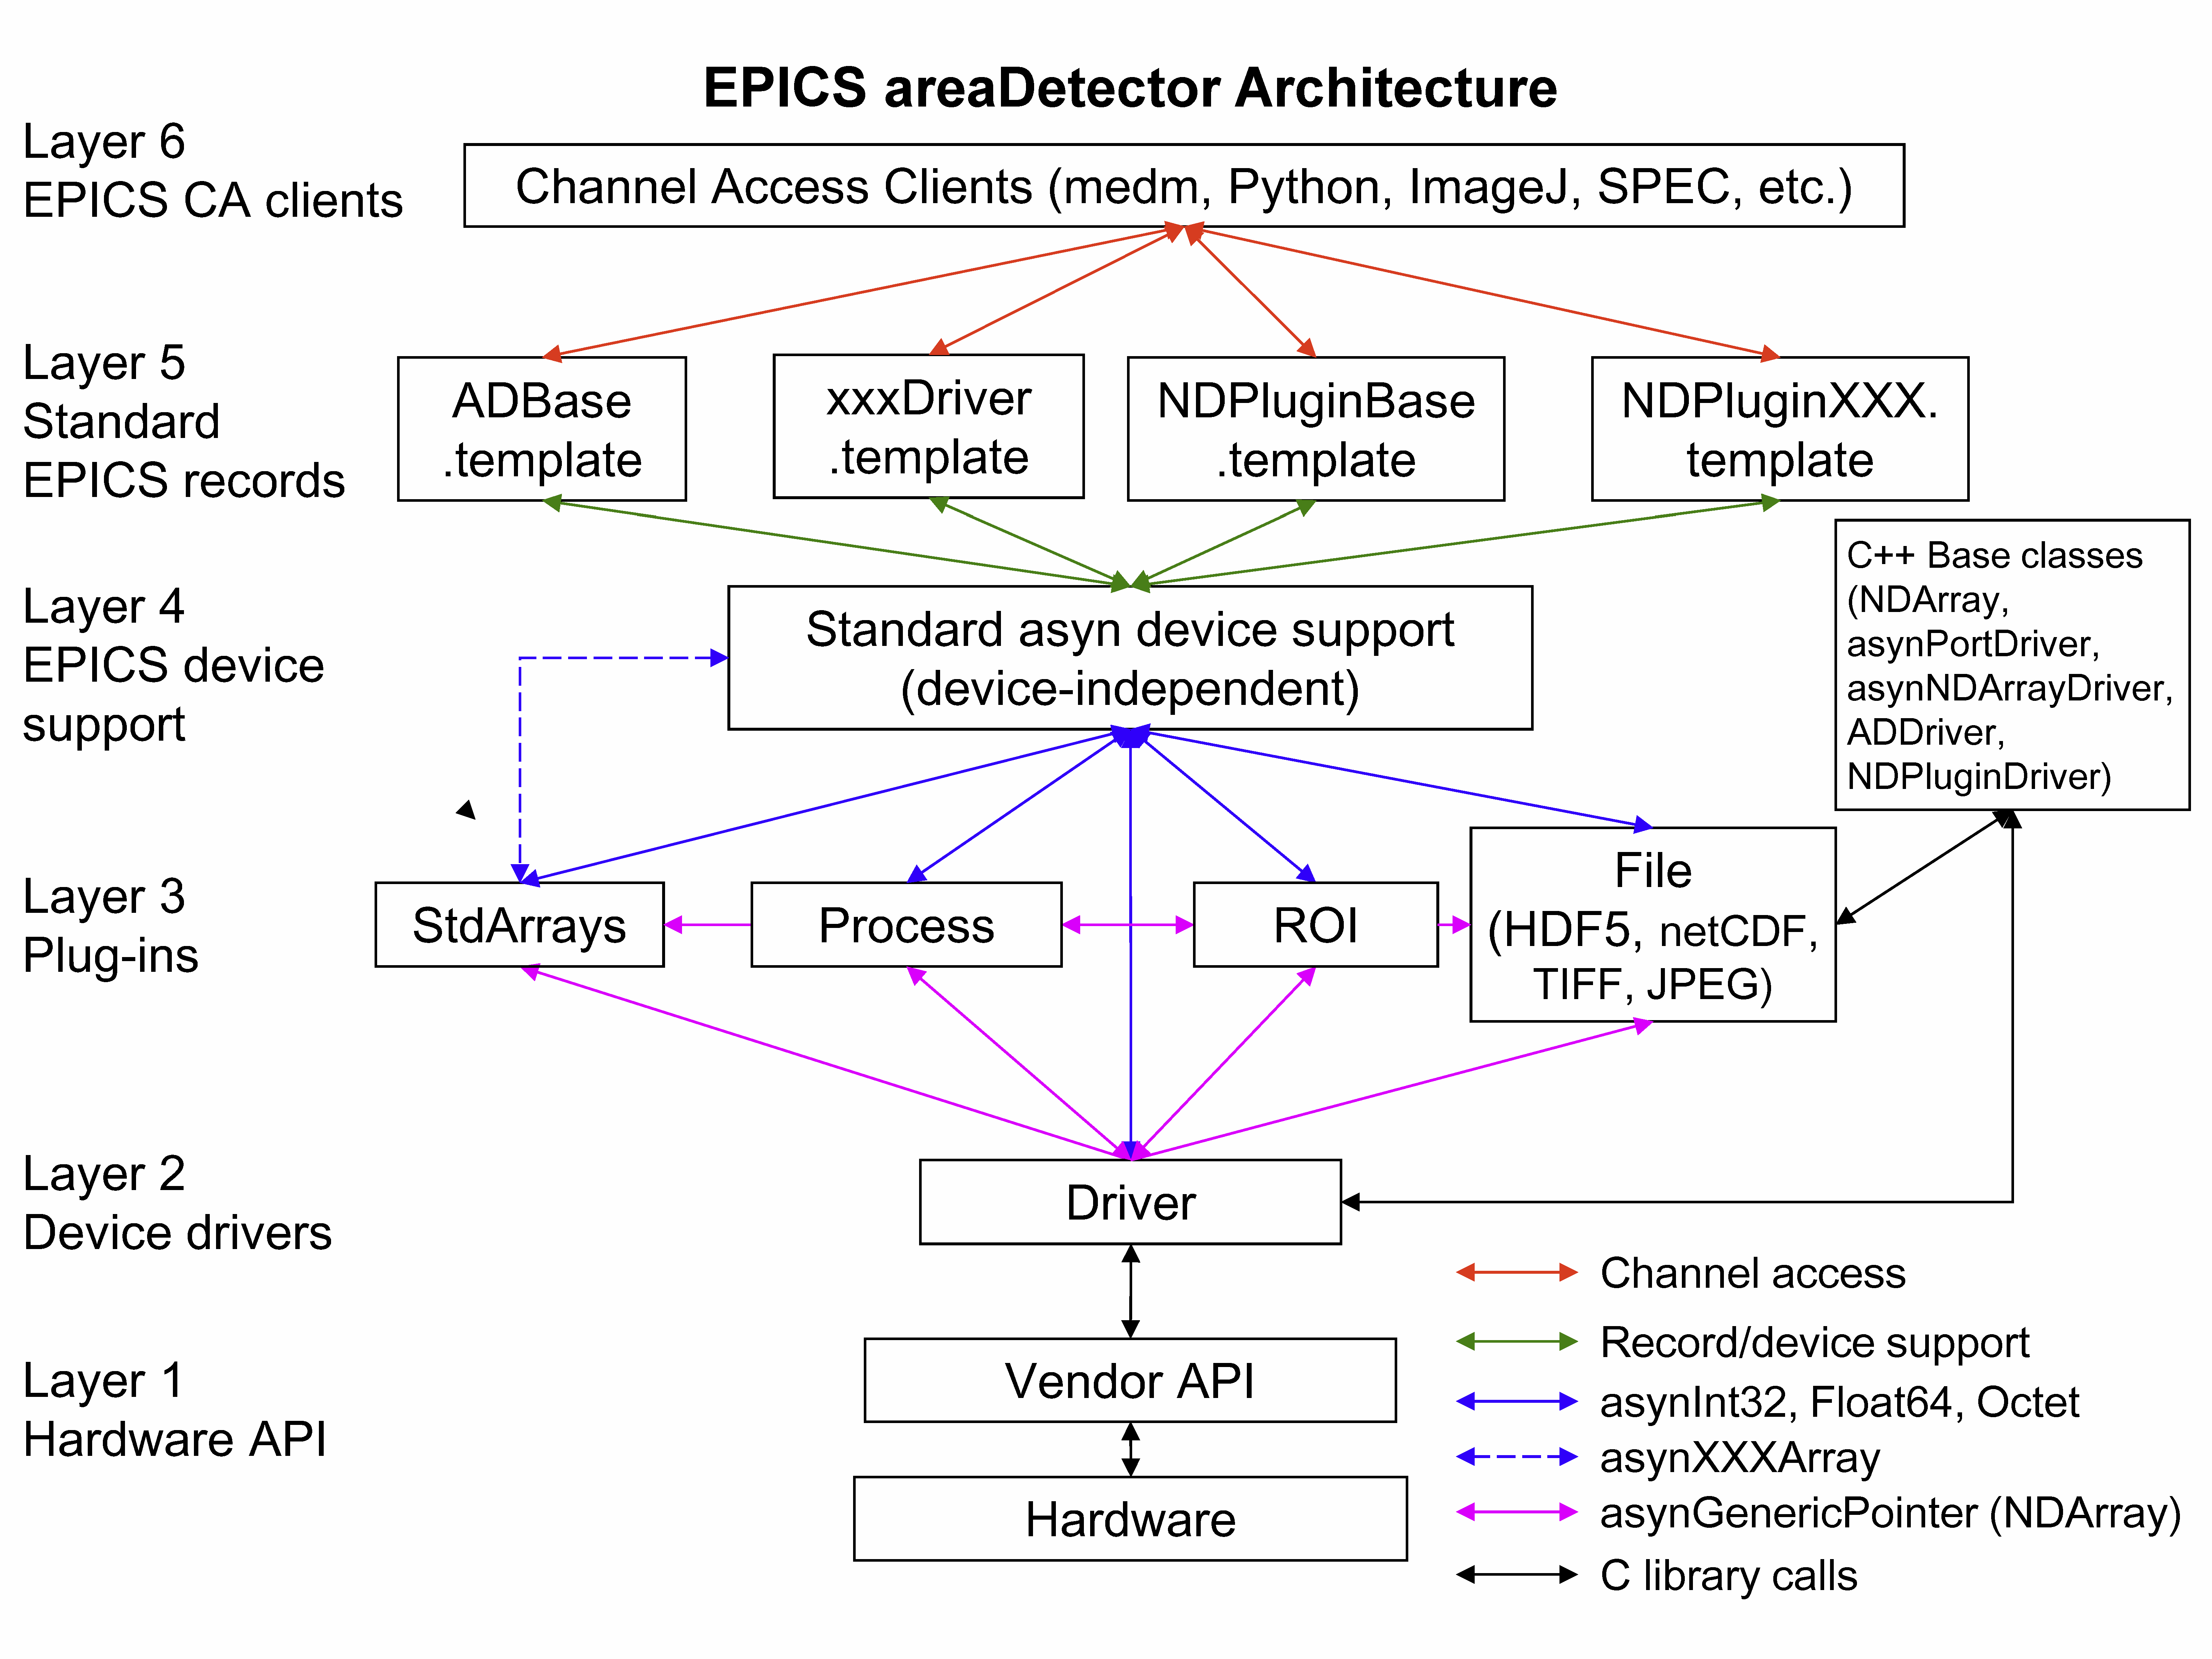 EPICS areaDetector Architecture
Layer 6
EPICS CA clients
Channel Access Clients (medm, Python, ImageJ, SPEC, etc.)
Layer 5
Standard
EPICS records
ADBase
.template
xxxDriver
.template
NDPluginBase
.template
NDPluginXXX.
template
Layer 4
EPICS device
support
Standard asyn device support
(device-independent)
C++ Base classes
(NDArray,
asynPortDriver,
asynNDArrayDriver,
ADDriver,
NDPluginDriver)
Layer 3
Plug-ins
StdArrays
Process
ROI
File
(HDF5, netCDF,
TIFF, JPEG)
Layer 2
Device drivers
Driver
Layer 1
Hardware API
Vendor API
Hardware
Channel access
Record/device support
asynInt32, Float64, Octet
asynXXXArray
asynGenericPointer (NDArray)
C library calls